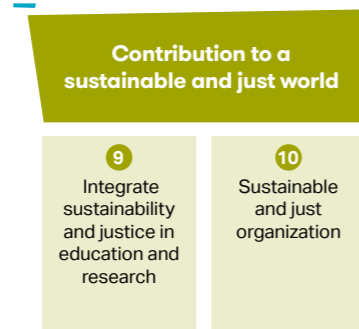 Contribution to a
sustainable and just world
9
Integrate
sustainability
and justice in
education and
research
10
Sustainable
and just
organization